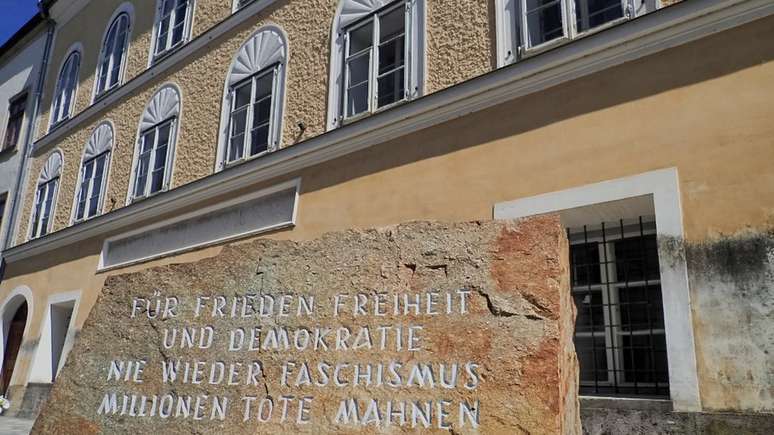 FÜR FRIEDEN FREIHEIT
UND DEMOKRATIE
NIE WIEDER FASCHISMUS
MILLIONEN TOTE MAHNEN